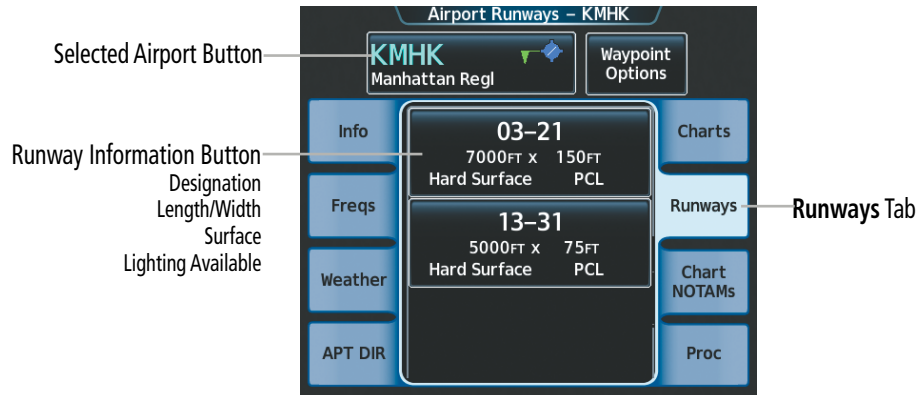 Airport Runways – KMHK
Selected Airport Button
KMHK
Manhattan Regl
Waypoint
Options
Info
Freqs
Weather
APT DIR
Runway Information Button
Designation
Length/Width
Surface
Lighting Available
03–21
7000FT X 150FT
Hard Surface PCL
13–31
5000FT X 75FT
Hard Surface PCL
Charts
Runways
Chart
NOTAMs
Proc
Runways Tab